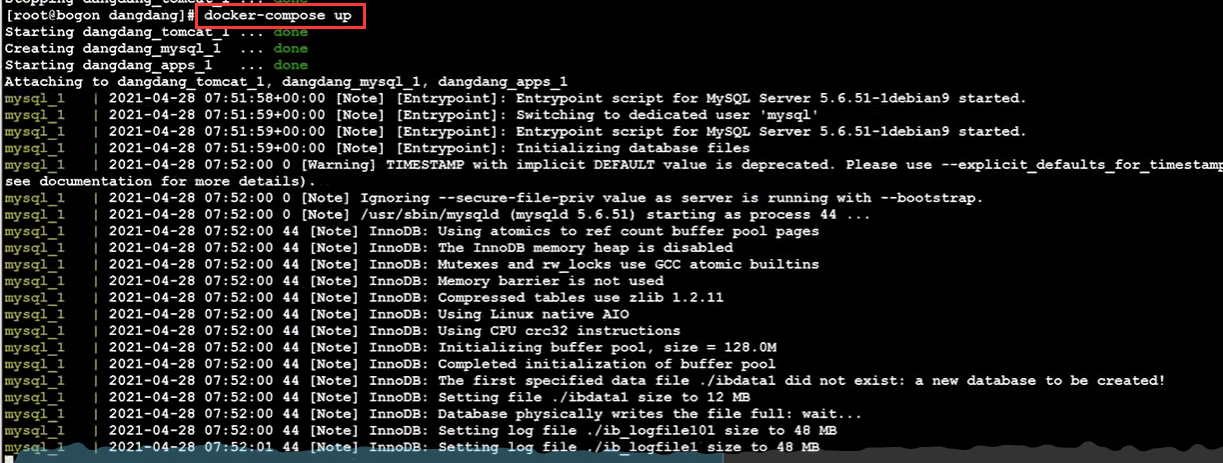 Stopping dangdang_tomcat_1 ... done
[root@bogon dangdang]# docker-compose up
Starting dangdang_tomcat_1 ... done
Creating dangdang_mysql_1  ... done
Starting dangdang_apps_1   ... done
Attaching to dangdang_tomcat_1, dangdang_mysql_1, dangdang_apps_1
mysql_1   | 2021-04-28 07:51:58+00:00 [Note] [Entrypoint]: Entrypoint script for MySQL Server 5.6.51-1debian9 started.
mysql_1   | 2021-04-28 07:51:59+00:00 [Note] [Entrypoint]: Switching to dedicated user 'mysql'
mysql_1   | 2021-04-28 07:51:59+00:00 [Note] [Entrypoint]: Entrypoint script for MySQL Server 5.6.51-1debian9 started.
mysql_1   | 2021-04-28 07:51:59+00:00 [Note] [Entrypoint]: Initializing database files
mysql_1   | 2021-04-28 07:52:00 0 [Warning] TIMESTAMP with implicit DEFAULT value is deprecated. Please use --explicit_defaults_for_timestamp
see documentation for more details).
mysql_1   | 2021-04-28 07:52:00 0 [Note] Ignoring --secure-file-priv value as server is running with --bootstrap.
mysql_1   | 2021-04-28 07:52:00 0 [Note] /usr/sbin/mysqld (mysqld 5.6.51) starting as process 44 ...
mysql_1   | 2021-04-28 07:52:00 44 [Note] InnoDB: Using atomics to ref count buffer pool pages
mysql_1   | 2021-04-28 07:52:00 44 [Note] InnoDB: The InnoDB memory heap is disabled
mysql_1   | 2021-04-28 07:52:00 44 [Note] InnoDB: Mutexes and rw_locks use GCC atomic builtins
mysql_1   | 2021-04-28 07:52:00 44 [Note] InnoDB: Memory barrier is not used
mysql_1   | 2021-04-28 07:52:00 44 [Note] InnoDB: Compressed tables use zlib 1.2.11
mysql_1   | 2021-04-28 07:52:00 44 [Note] InnoDB: Using Linux native AIO
mysql_1   | 2021-04-28 07:52:00 44 [Note] InnoDB: Using CPU crc32 instructions
mysql_1   | 2021-04-28 07:52:00 44 [Note] InnoDB: Initializing buffer pool, size = 128.0M
mysql_1   | 2021-04-28 07:52:00 44 [Note] InnoDB: Completed initialization of buffer pool
mysql_1   | 2021-04-28 07:52:00 44 [Note] InnoDB: The first specified data file ./ibdata1 did not exist: a new database to be created!
mysql_1   | 2021-04-28 07:52:00 44 [Note] InnoDB: Setting file ./ibdata1 size to 12 MB
mysql_1   | 2021-04-28 07:52:00 44 [Note] InnoDB: Database physically writes the file full: wait...
mysql_1   | 2021-04-28 07:52:00 44 [Note] InnoDB: Setting log file ./ib_logfile101 size to 48 MB
mysql_1   | 2021-04-28 07:52:01 44 [Note] InnoDB: Setting log file ./ib_logfile1 size to 48 MB